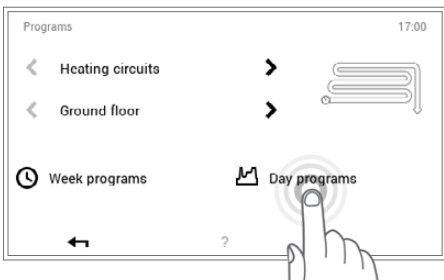 Programs 17:00
Heating circuits
Ground floor
Week programs Day programs
?